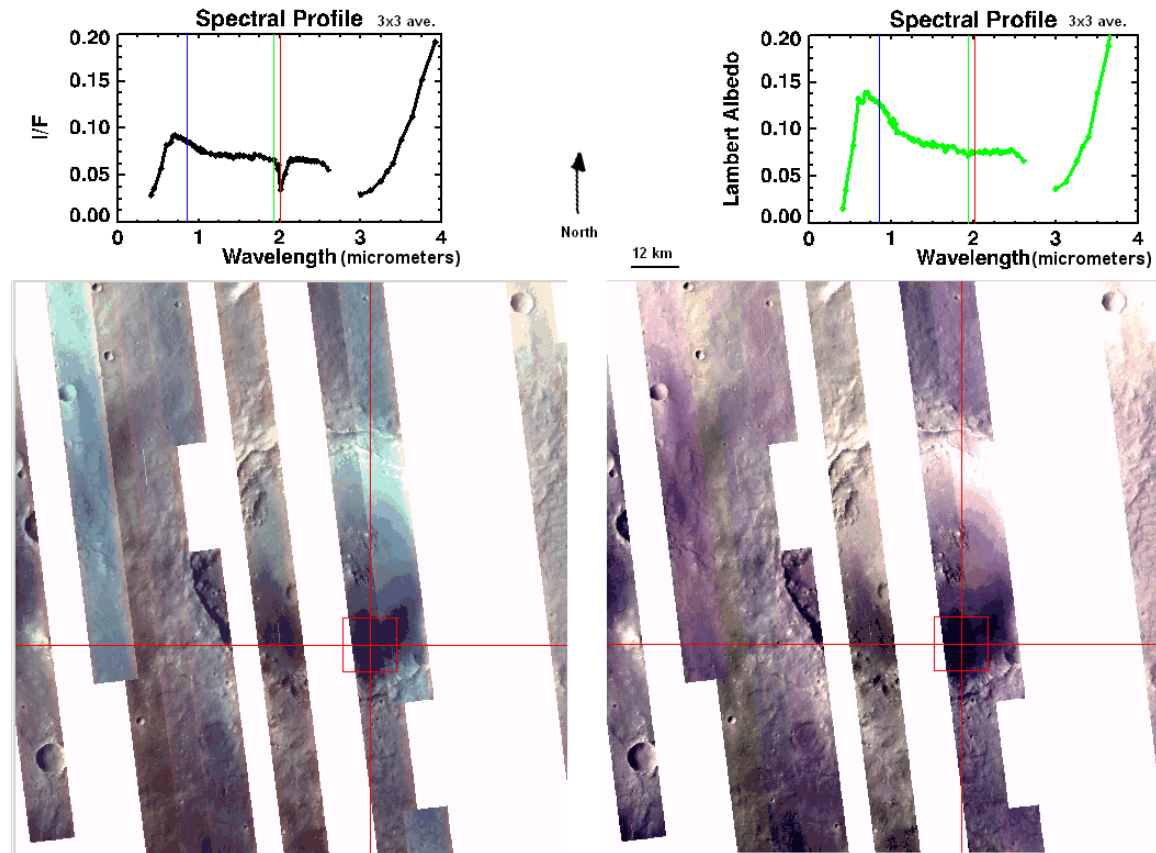 Spectral Profile 3x3 ave.
0.20
0.15
0.10
0.05
0.00
I/F
0 1 2 3 4
Wavelength (micrometers)
North
12 km
Spectral Profile 3x3 ave.
0.20
0.15
0.10
0.05
0.00
Lambert Albedo
0 1 2 3 4
Wavelength (micrometers)